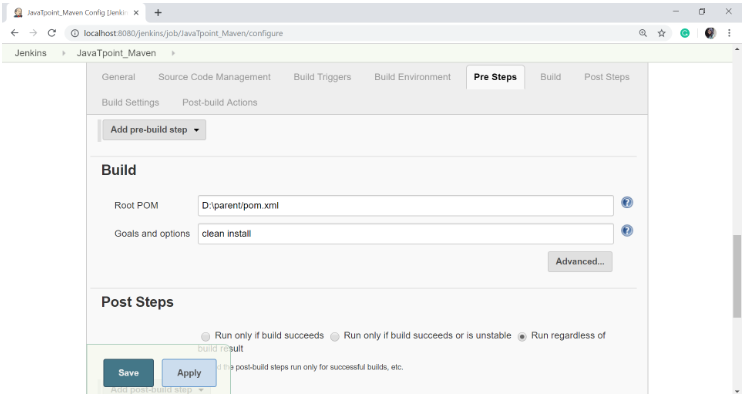 JavaTpoint_Maven Config [Jenkin
localhost:8080/jenkins/job/JavaTpoint_Maven/configure
Jenkins JavaTpoint_Maven
General Source Code Management Build Triggers Build Environment Pre Steps Build Post Steps
Build Settings Post-build Actions
Add pre-build step
Build
Root POM D:\parent/pom.xml
Goals and options clean install
Advanced...
Post Steps
Run only if build succeeds Run only if build succeeds or is unstable Run regardless of
build result
the post-build steps run only for successful builds, etc.
Save Apply
Add post-build step